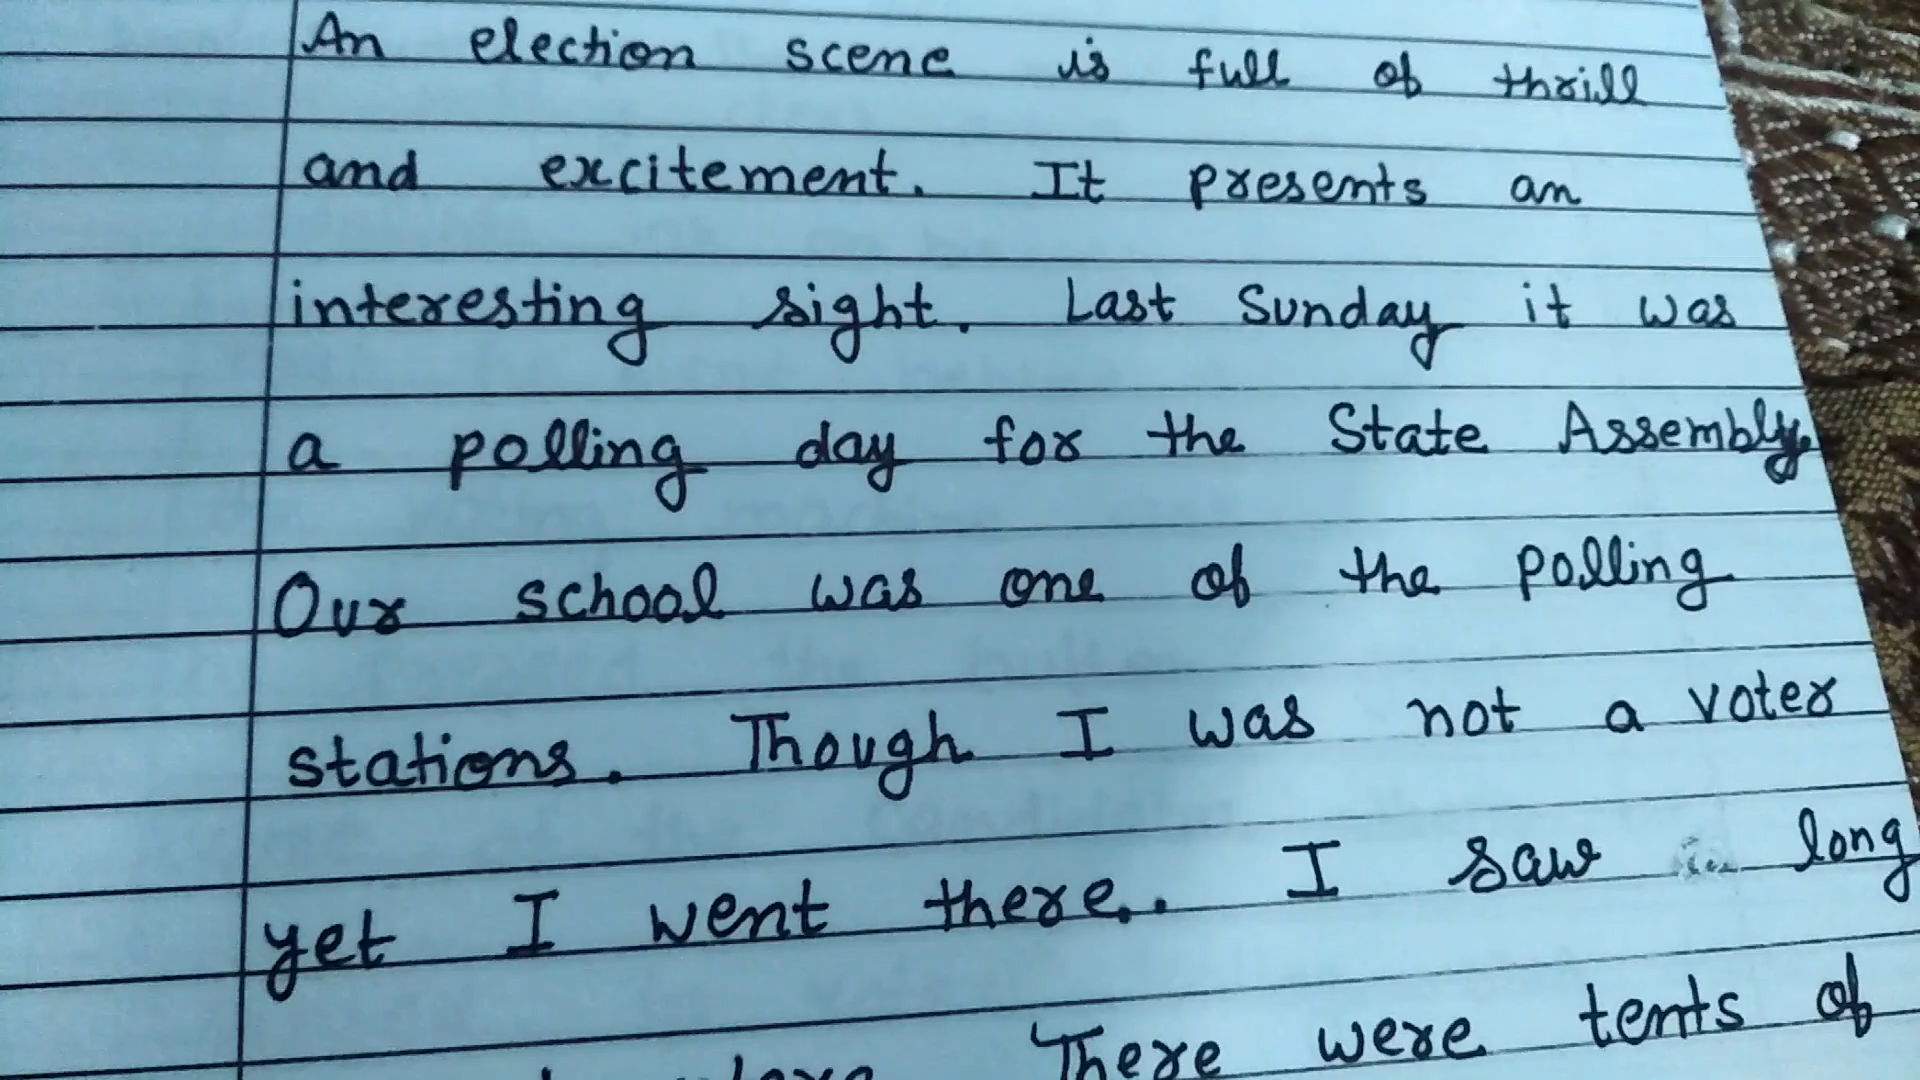 An election scene is full of thrill
and excitement. It presents an
interesting sight. Last Sunday it was
a polling day for the State Assembly.
Our school was one of the polling
stations. Though I was not a voter
yet I went there. I saw long
There were tents of